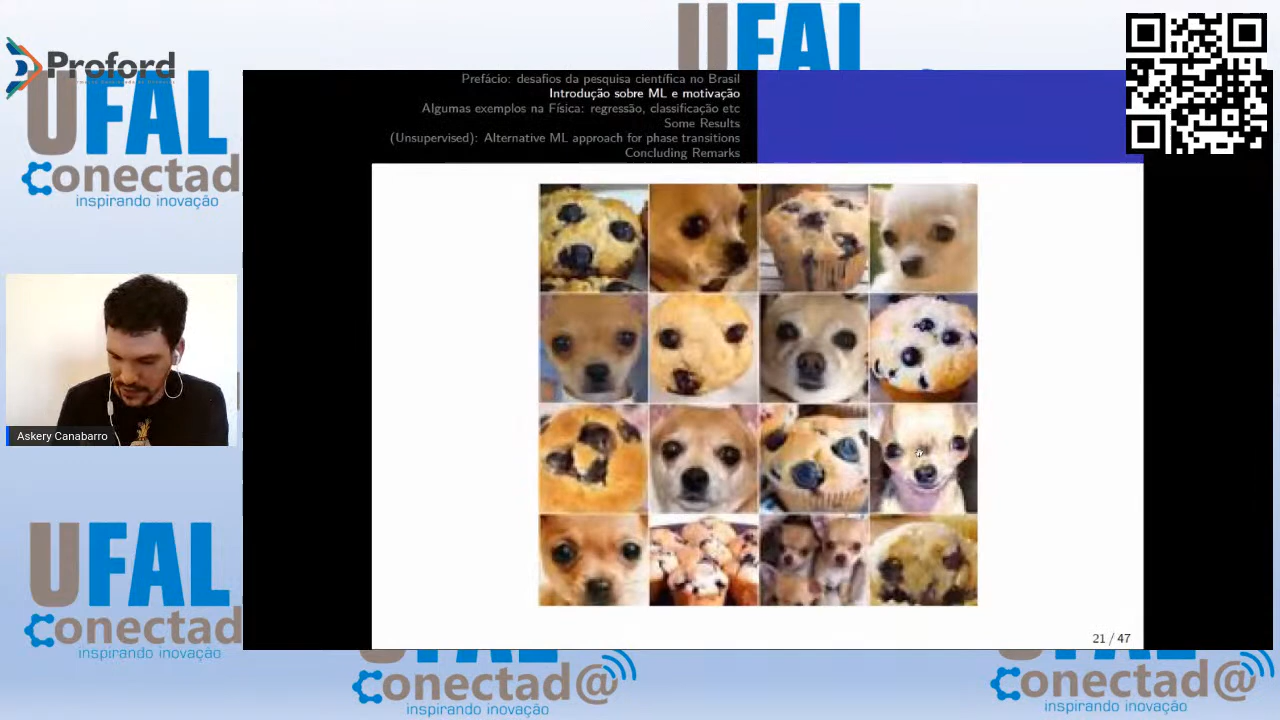 Proford
UFAL
UFAL
Conectad
inspirando inovação
Prefácio: desafios da pesquisa científica no Brasil
Introdução sobre ML e motivação
Algumas exemplos na Física: regressão, classificação etc
Some Results
(Unsupervised): Alternative ML approach for phase transitions
Concluding Remarks
Askery Canabarro
21 / 47
UFAL
Conectad
inspirando inovação
Conectad@
inspirando inovação
Conectad@
inspirando inovação